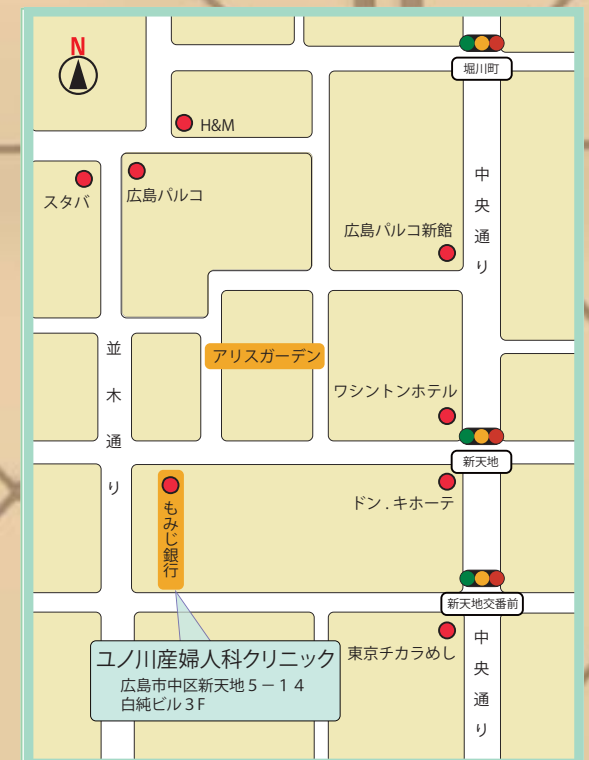 N
堀川町
H&M
スタバ
広島パルコ
中央通り
広島パルコ新館
並木通り
アリスガーデン
ワシントンホテル
新天地
もみじ銀行
ドン.キホーテ
新天地交番前
ユノ川産婦人科クリニック
広島市中区新天地5-14
白純ビル3F
東京チカラめし
中央通り